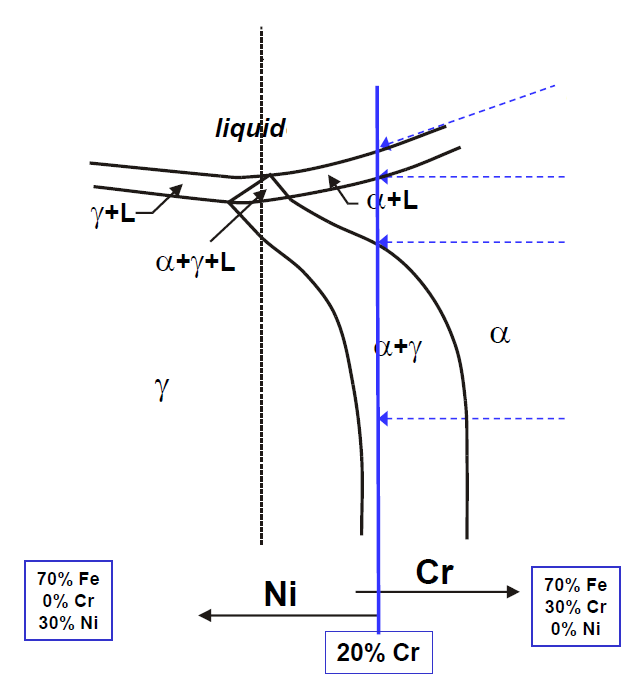 liquid
α+L
γ+L
α+γ+L
α+γ
α
γ
70% Fe
0% Cr
30% Ni
Ni
Cr
70% Fe
30% Cr
0% Ni
20% Cr